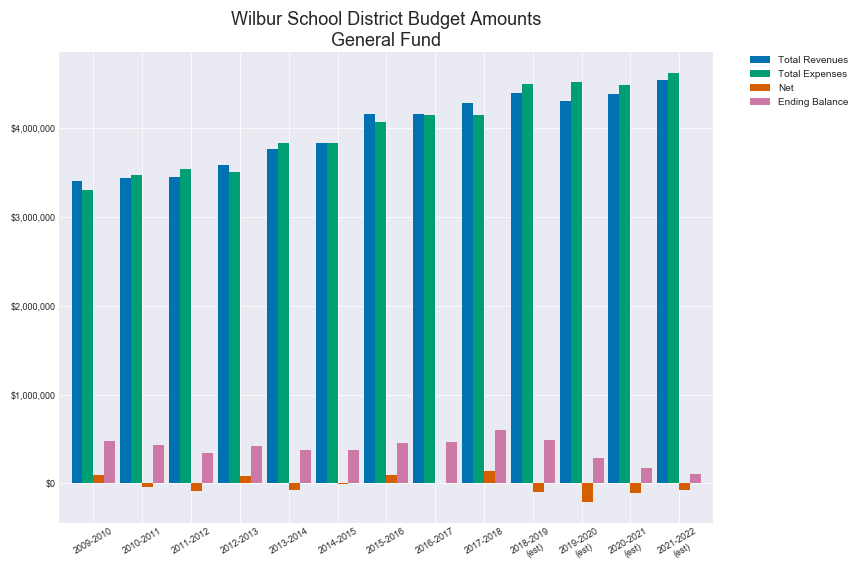 Wilbur School District Budget Amounts
General Fund
Total Revenues
Total Expenses
Net
Ending Balance
$4,000,000
$3,000,000
$2,000,000
$1,000,000
$0
2009-2010
2010-2011
2011-2012
2012-2013
2013-2014
2014-2015
2015-2016
2016-2017
2017-2018
2018-2019
(est)
2019-2020
(est)
2020-2021
(est)
2021-2022
(est)